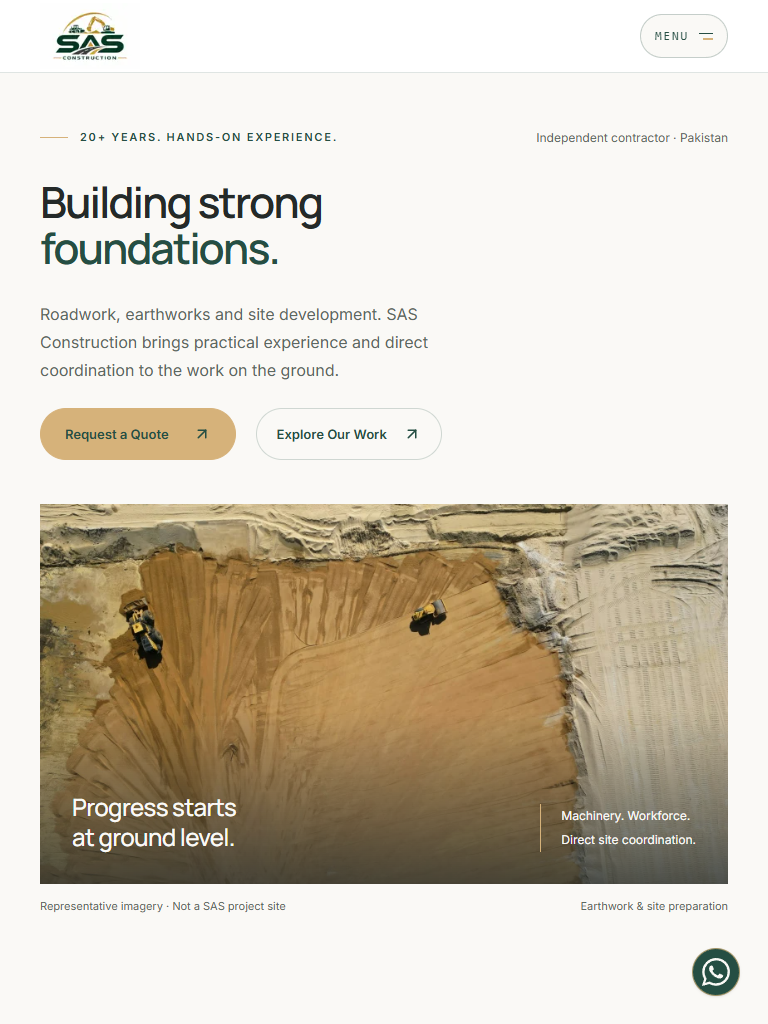 SAS
CONSTRUCTION
MENU
20+ YEARS. HANDS-ON EXPERIENCE.
Independent contractor · Pakistan
Building strong
foundations.
Roadwork, earthworks and site development. SAS
Construction brings practical experience and direct
coordination to the work on the ground.
Request a Quote
Explore Our Work
Progress starts
at ground level.
Machinery. Workforce.
Direct site coordination.
Representative imagery · Not a SAS project site
Earthwork & site preparation